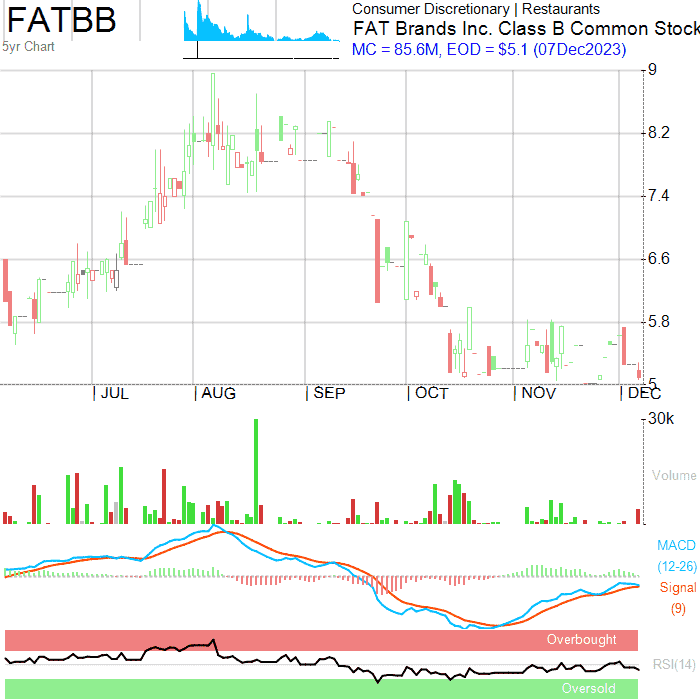 FATBB
5yr Chart
Consumer Discretionary | Restaurants
FAT Brands Inc. Class B Common Stock
MC = 85.6M, EOD = $5.1 (07Dec2023)
9
8.2
7.4
6.6
5.8
5
JUL
AUG
SEP
OCT
NOV
DEC
30k
Volume
MACD
(12-26)
Signal
(9)
Overbought
RSI(14)
Oversold